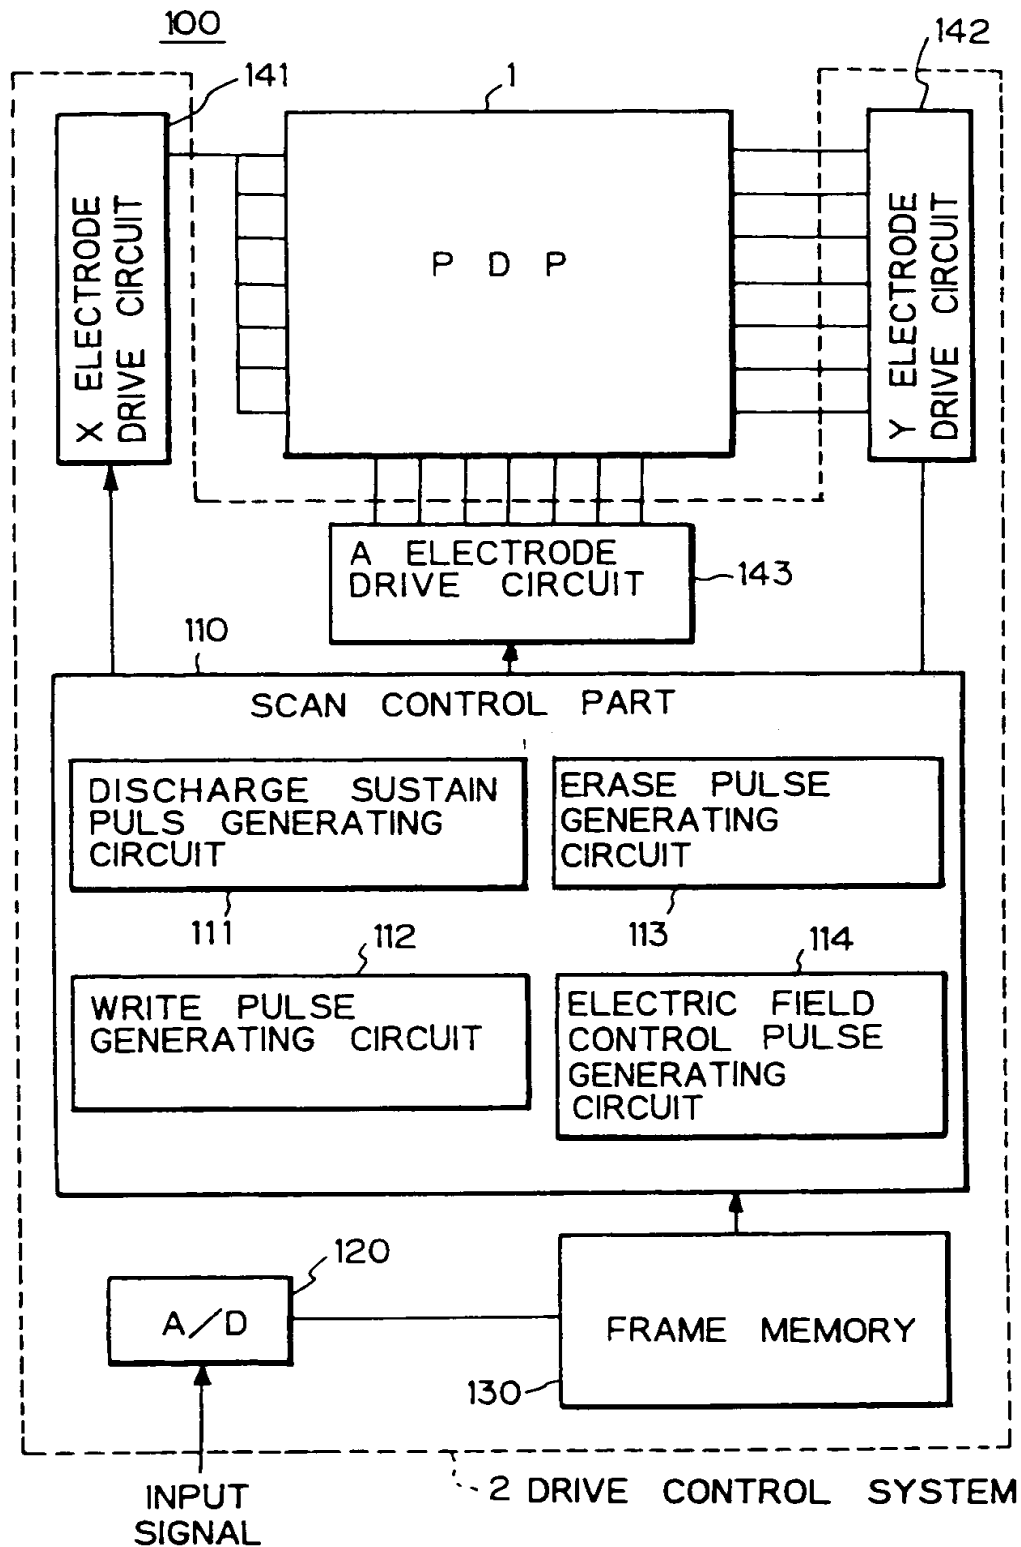 100
141
1
142
X ELECTRODE
DRIVE CIRCUIT
P D P
Y ELECTRODE
DRIVE CIRCUIT
A ELECTRODE
DRIVE CIRCUIT
143
110
SCAN CONTROL PART
DISCHARGE SUSTAIN
PULS GENERATING
CIRCUIT
111
ERASE PULSE
GENERATING
CIRCUIT
113
112
WRITE PULSE
GENERATING CIRCUIT
114
ELECTRIC FIELD
CONTROL PULSE
GENERATING
CIRCUIT
120
A/D
FRAME MEMORY
130
2 DRIVE CONTROL SYSTEM
INPUT
SIGNAL